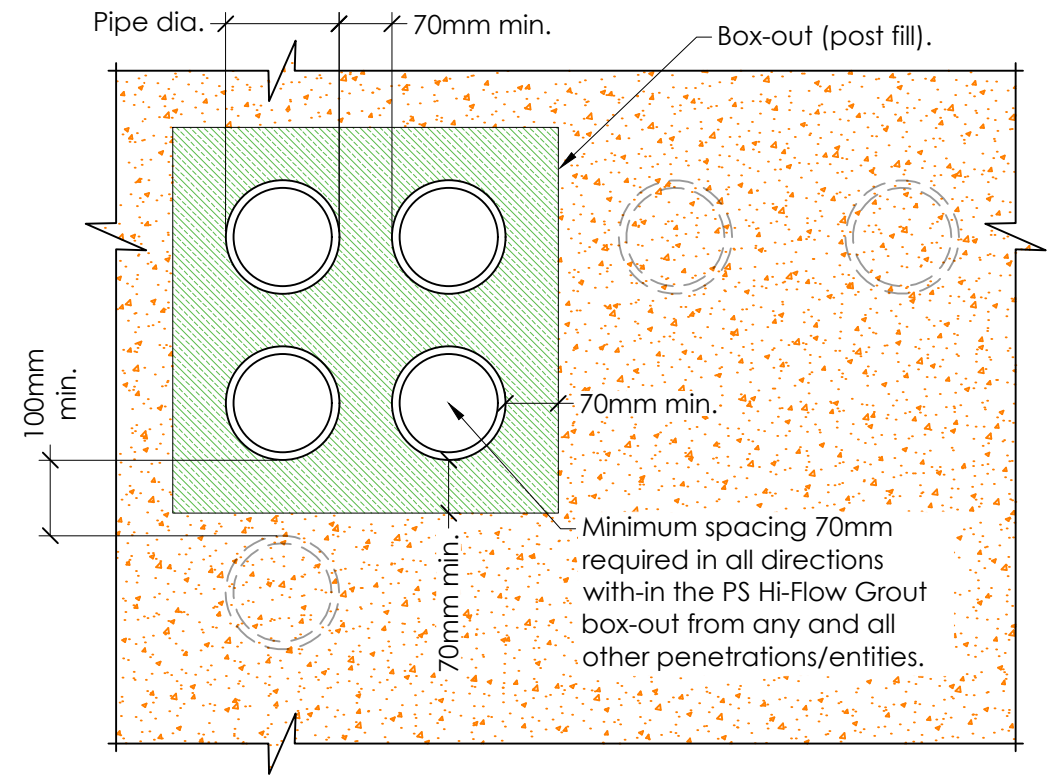 Pipe dia.
70mm min.
Box-out (post fill).
100mm
min.
70mm min.
70mm min.
Minimum spacing 70mm
required in all directions
with-in the PS Hi-Flow Grout
box-out from any and all
other penetrations/entities.